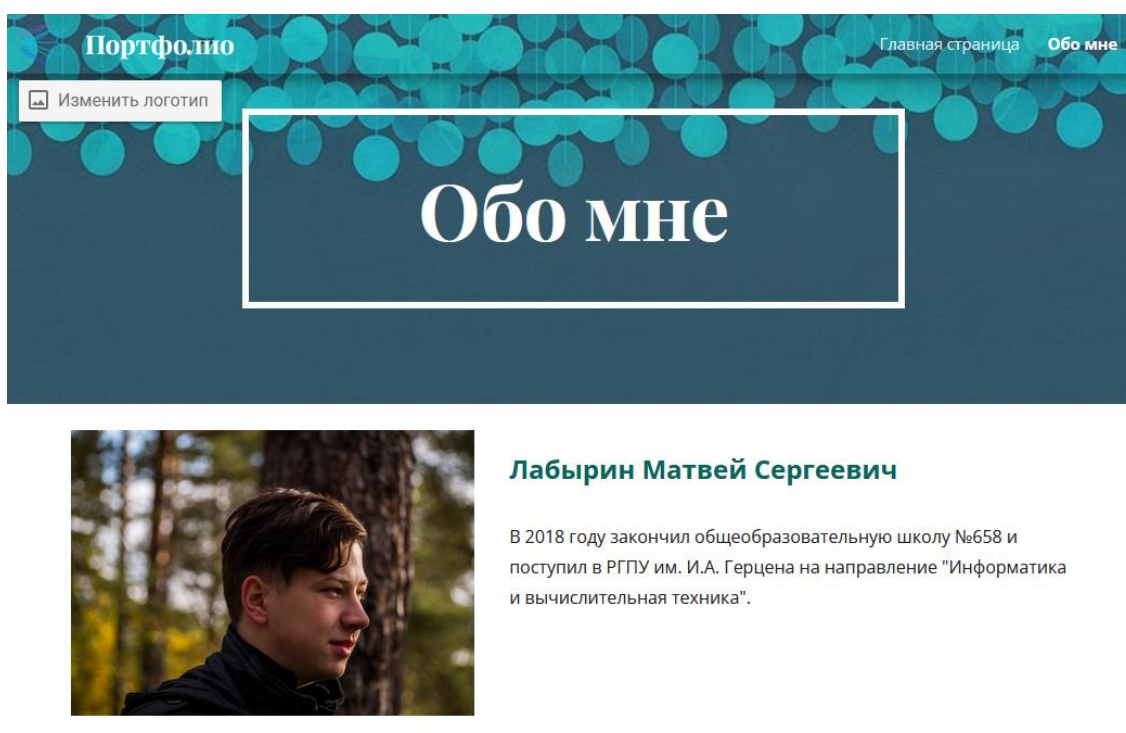 Портфолио
Главная страница
Обо мне
Изменить логотип
Обо мне
Лабырин Матвей Сергеевич
В 2018 году закончил общеобразовательную школу №658 и
поступил в РГПУ им. И.А. Герцена на направление "Информатика
и вычислительная техника".